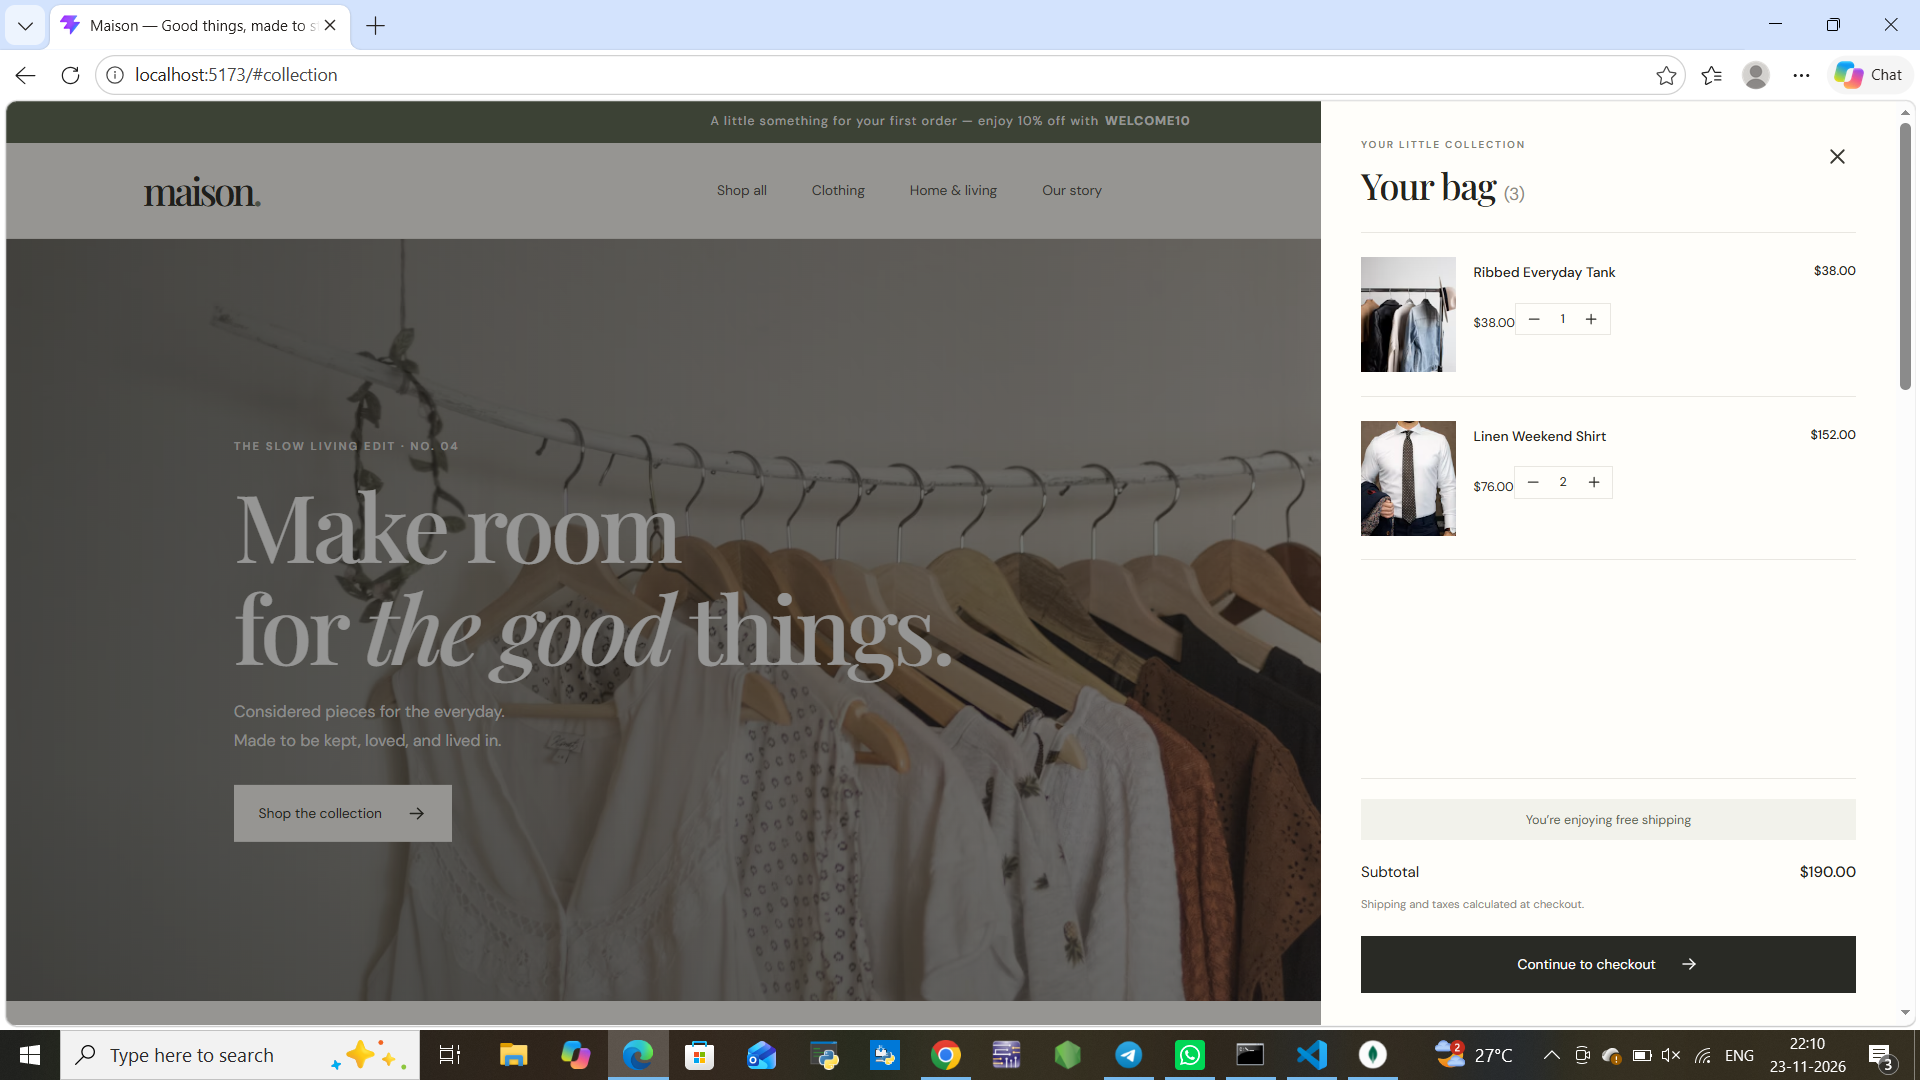 Maison — Good things, made to s
localhost:5173/#collection
Chat
A little something for your first order — enjoy 10% off with WELCOME10
maison.
Shop all
Clothing
Home & living
Our story
THE SLOW LIVING EDIT · NO. 04
Make room
for the good things.
Considered pieces for the everyday.
Made to be kept, loved, and lived in.
Shop the collection
YOUR LITTLE COLLECTION
Your bag (3)
Ribbed Everyday Tank
$38.00
$38.00
1
Linen Weekend Shirt
$152.00
$76.00
2
You're enjoying free shipping
Subtotal
$190.00
Shipping and taxes calculated at checkout.
Continue to checkout
Type here to search
2
27°C
ENG
22:10
23-11-2026
3